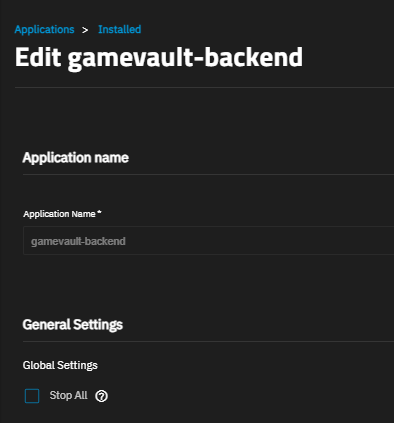 Applications > Installed
Edit gamevault-backend
Application name
Application Name *
gamevault-backend
General Settings
Global Settings
Stop All ?